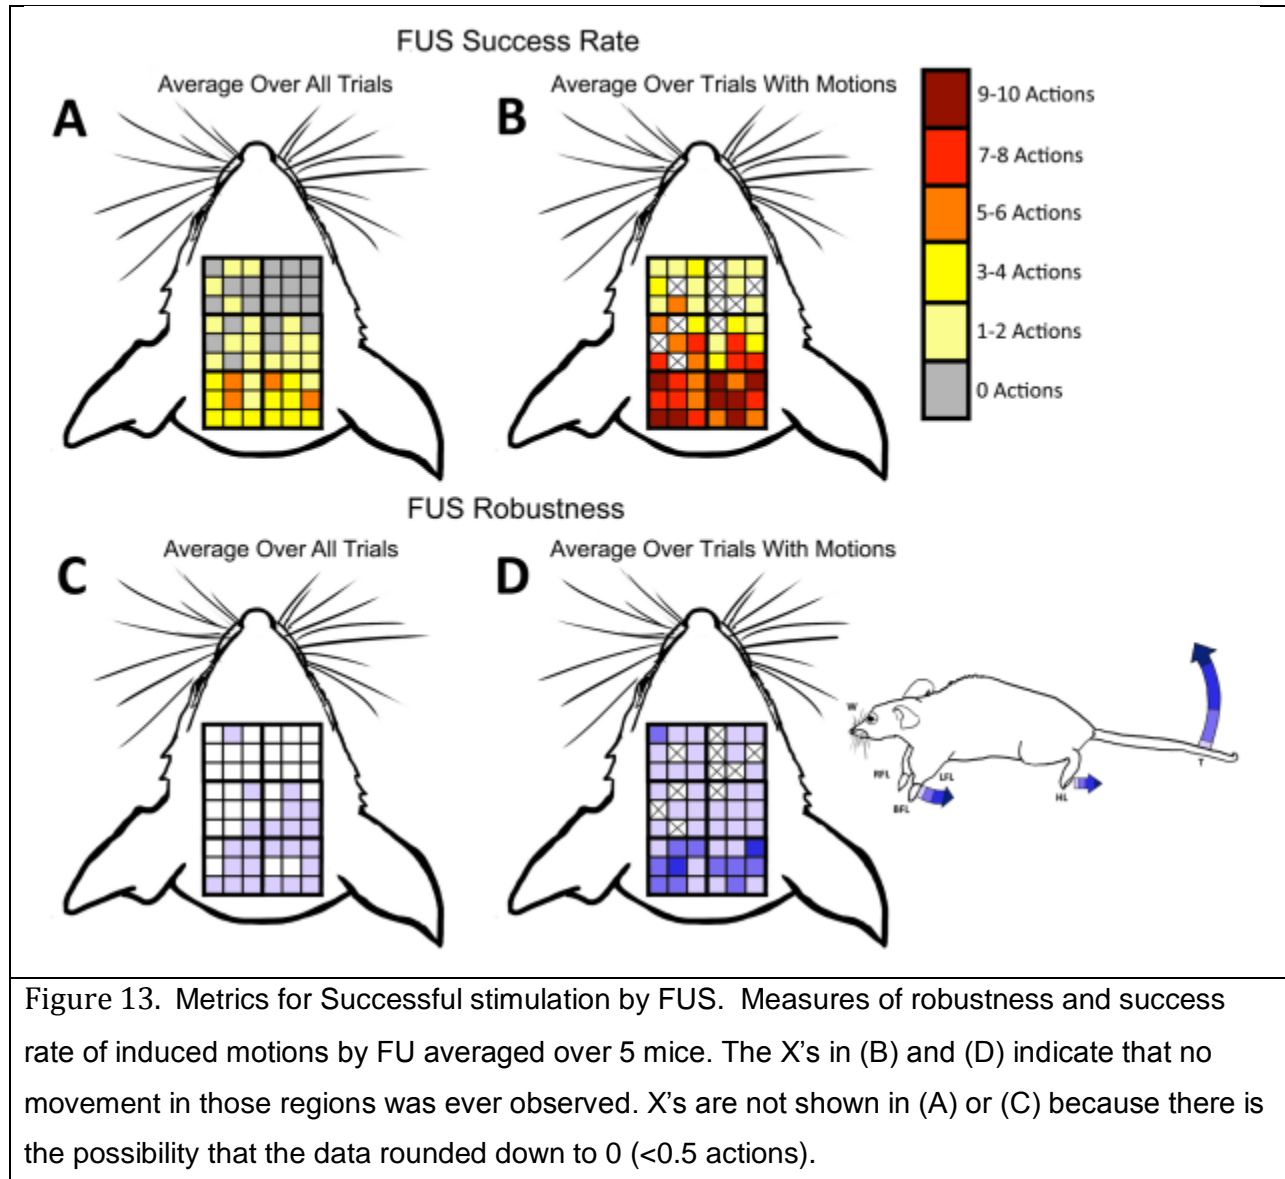 FUS Success Rate
Average Over All Trials
Average Over Trials With Motions
A
B
9-10 Actions
7-8 Actions
5-6 Actions
3-4 Actions
1-2 Actions
0 Actions
FUS Robustness
Average Over All Trials
Average Over Trials With Motions
C
D
W
RFL
LFL
BFL
HL
T
Figure 13. Metrics for Successful stimulation by FUS. Measures of robustness and success
rate of induced motions by FU averaged over 5 mice. The X’s in (B) and (D) indicate that no
movement in those regions was ever observed. X’s are not shown in (A) or (C) because there is
the possibility that the data rounded down to 0 (<0.5 actions).